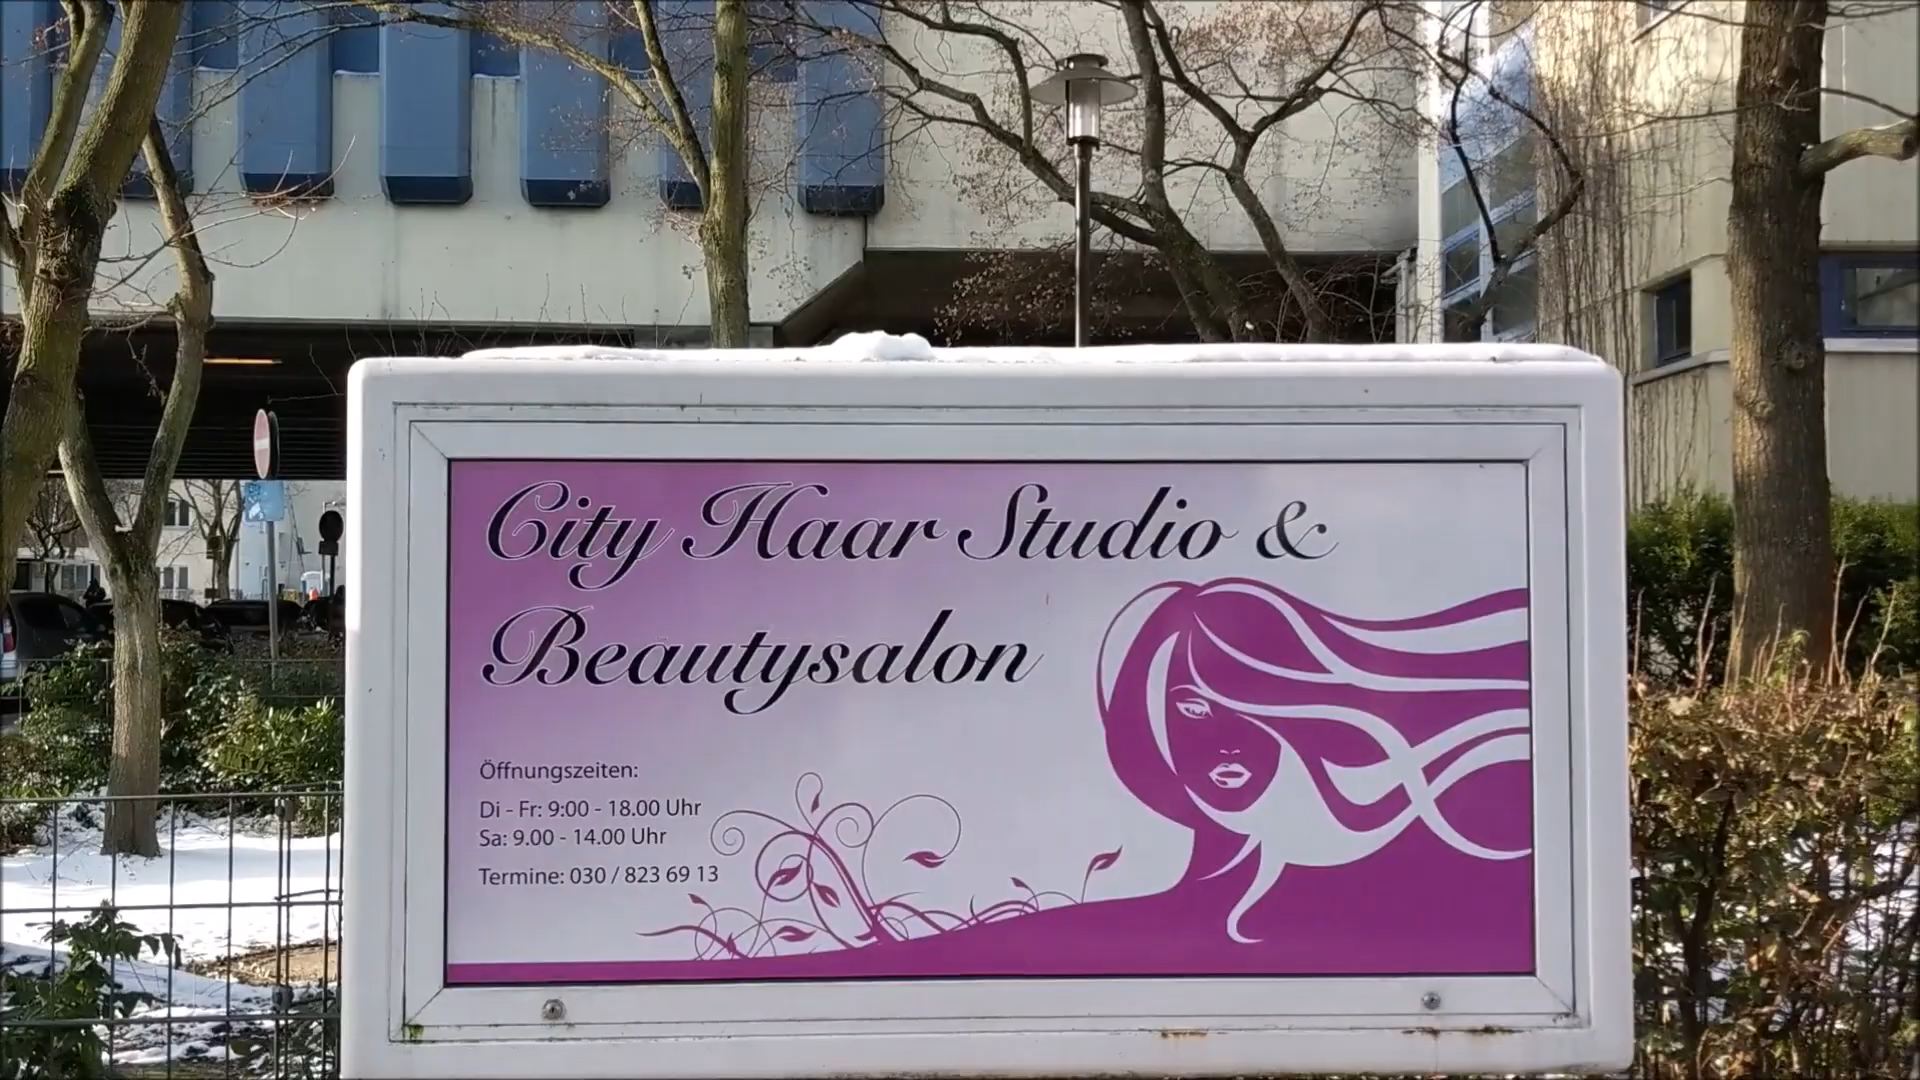 City Haar Studio &
Beautysalon
Öffnungszeiten:
Di - Fr: 9:00 - 18.00 Uhr
Sa: 9.00 - 14.00 Uhr
Termine: 030 / 823 69 13